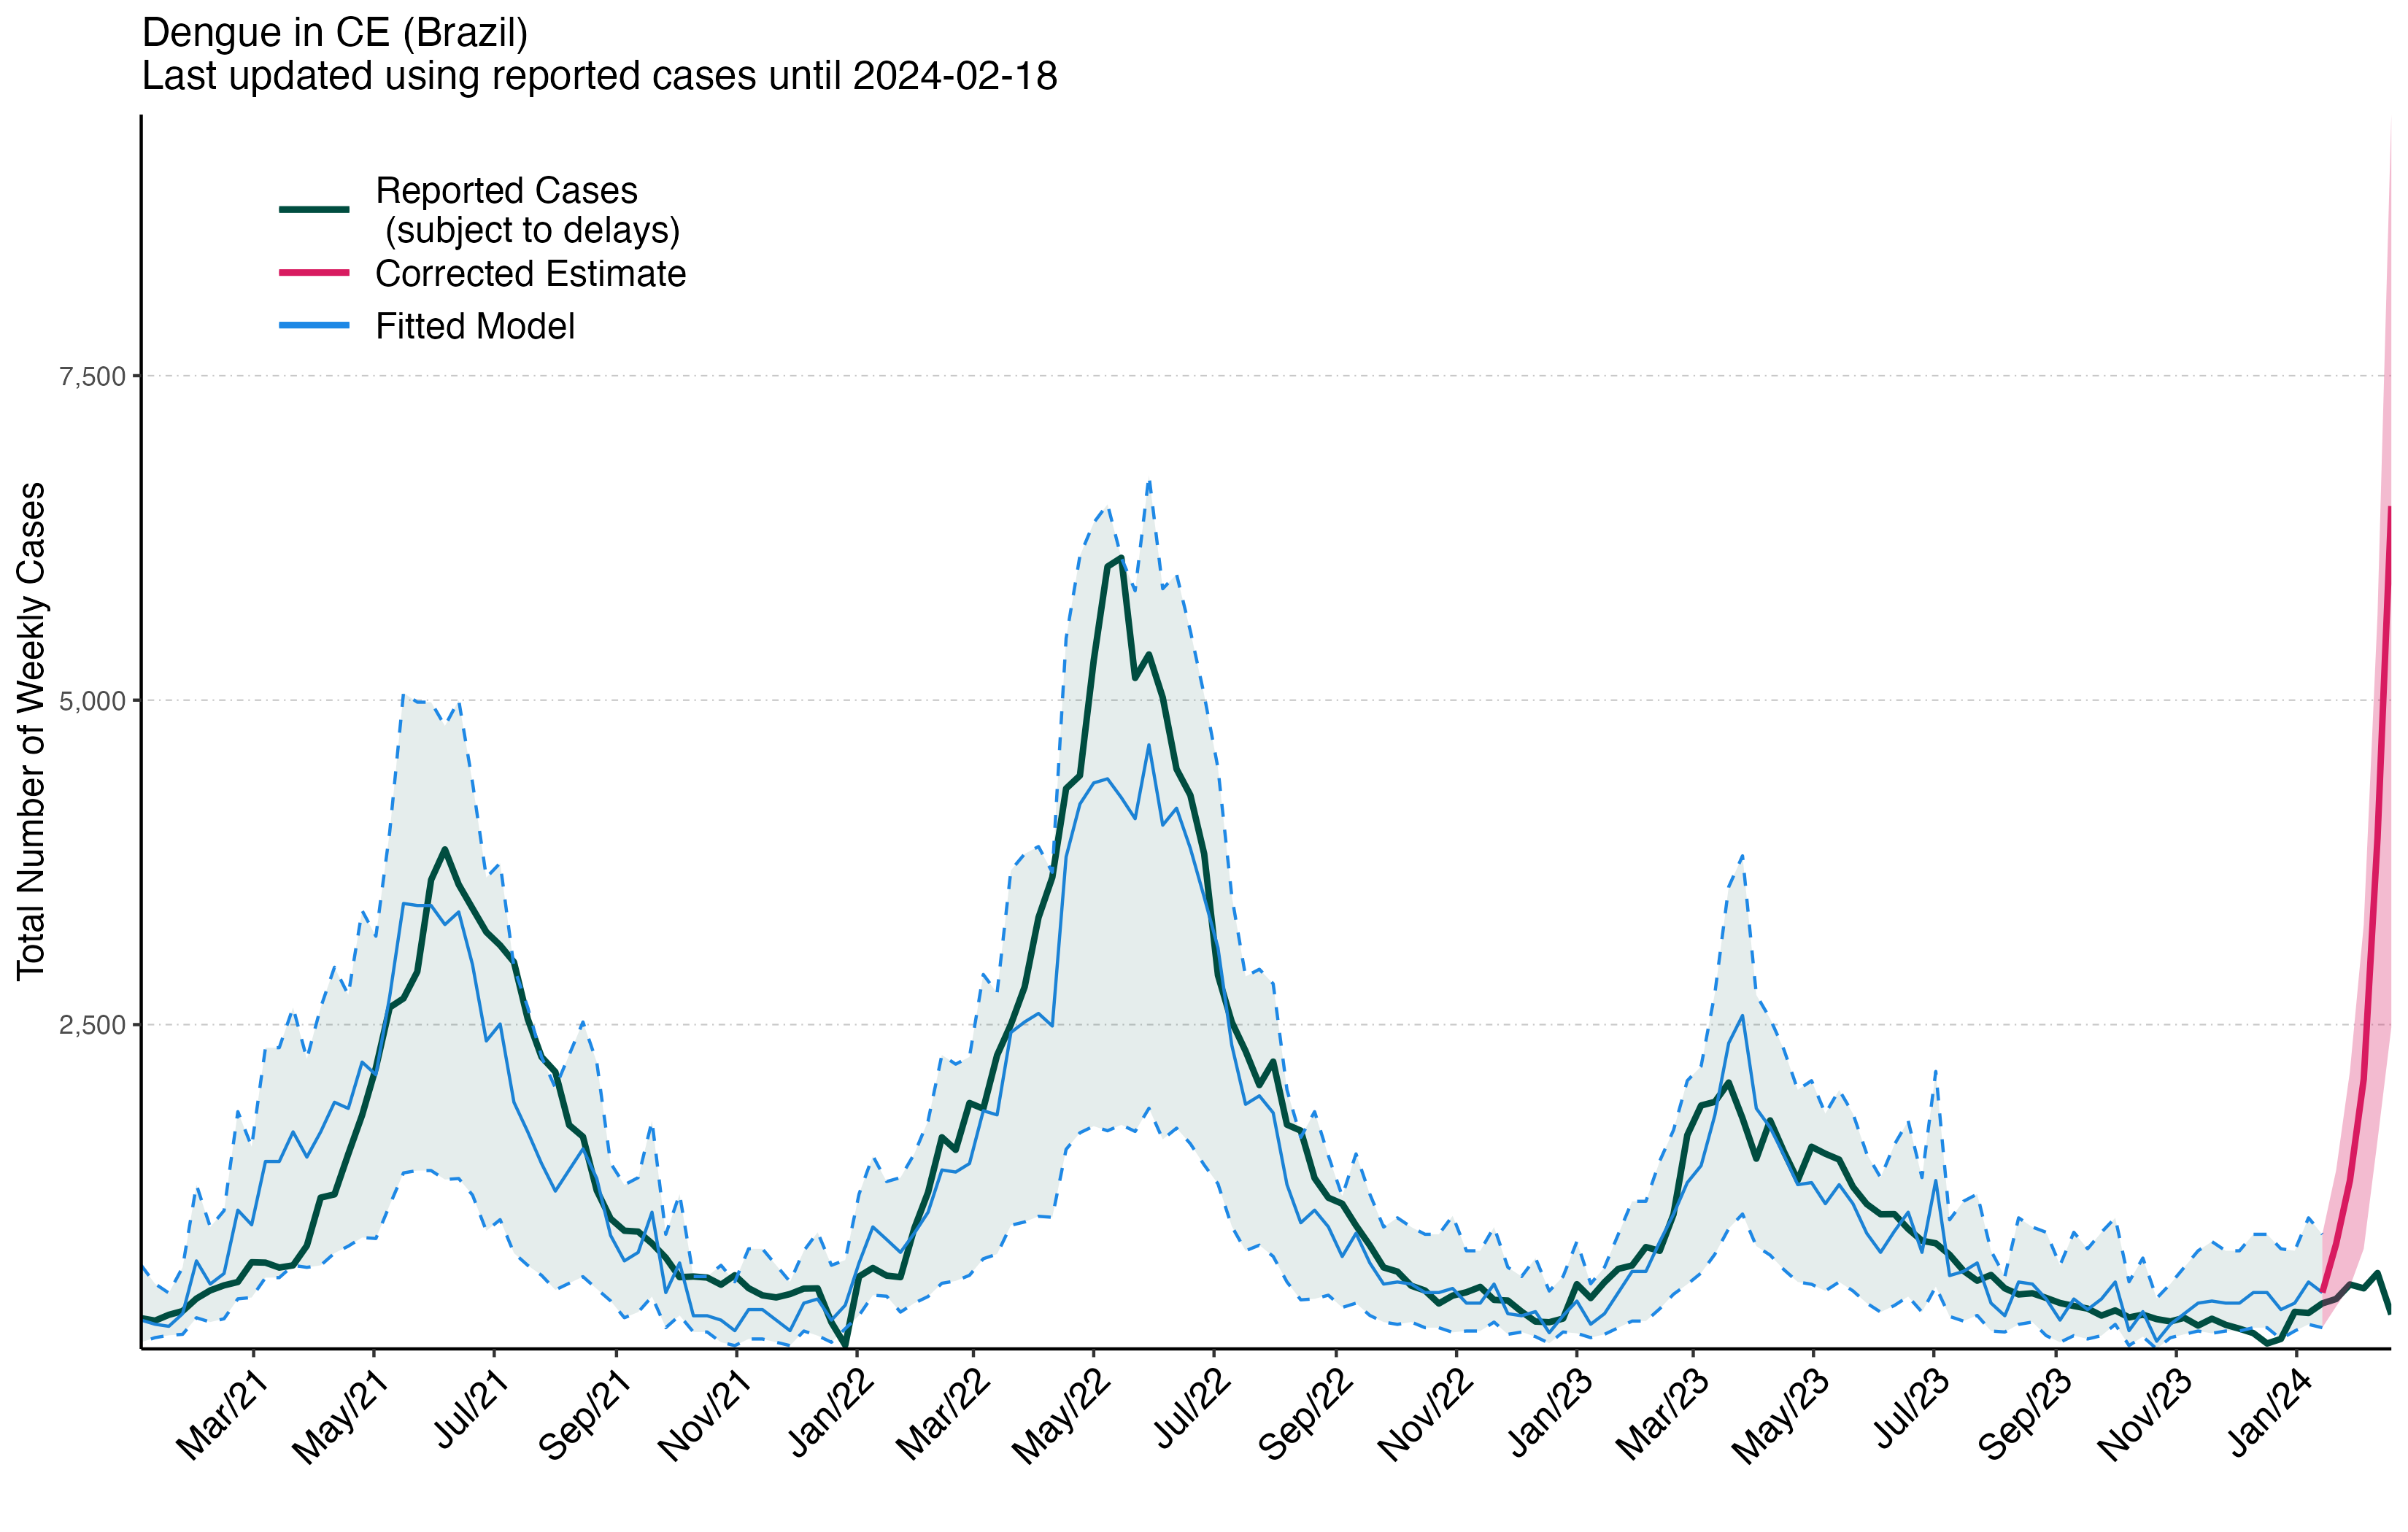 Dengue in CE (Brazil)
Last updated using reported cases until 2024-02-18
Reported Cases
(subject to delays)
Corrected Estimate
Fitted Model
Total Number of Weekly Cases
7,500
5,000
2,500
Mar/21
May/21
Jul/21
Sep/21
Nov/21
Jan/22
Mar/22
May/22
Jul/22
Sep/22
Nov/22
Jan/23
Mar/23
May/23
Jul/23
Sep/23
Nov/23
Jan/24